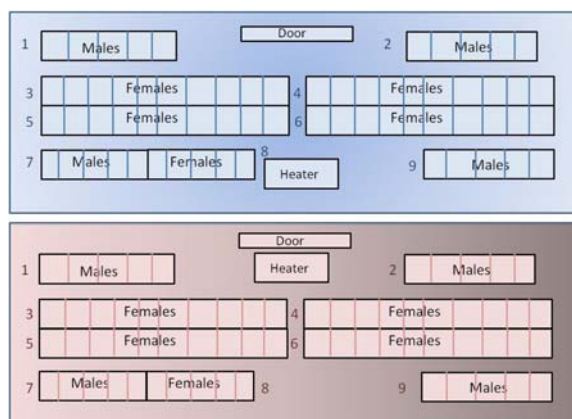 Door
1 Males 2 Males
3 Females 4 Females
5 Females 6 Females
7 Males Females 8 Heater 9 Males
Door
Heater
1 Males 2 Males
3 Females 4 Females
5 Females 6 Females
7 Males Females 8 9 Males